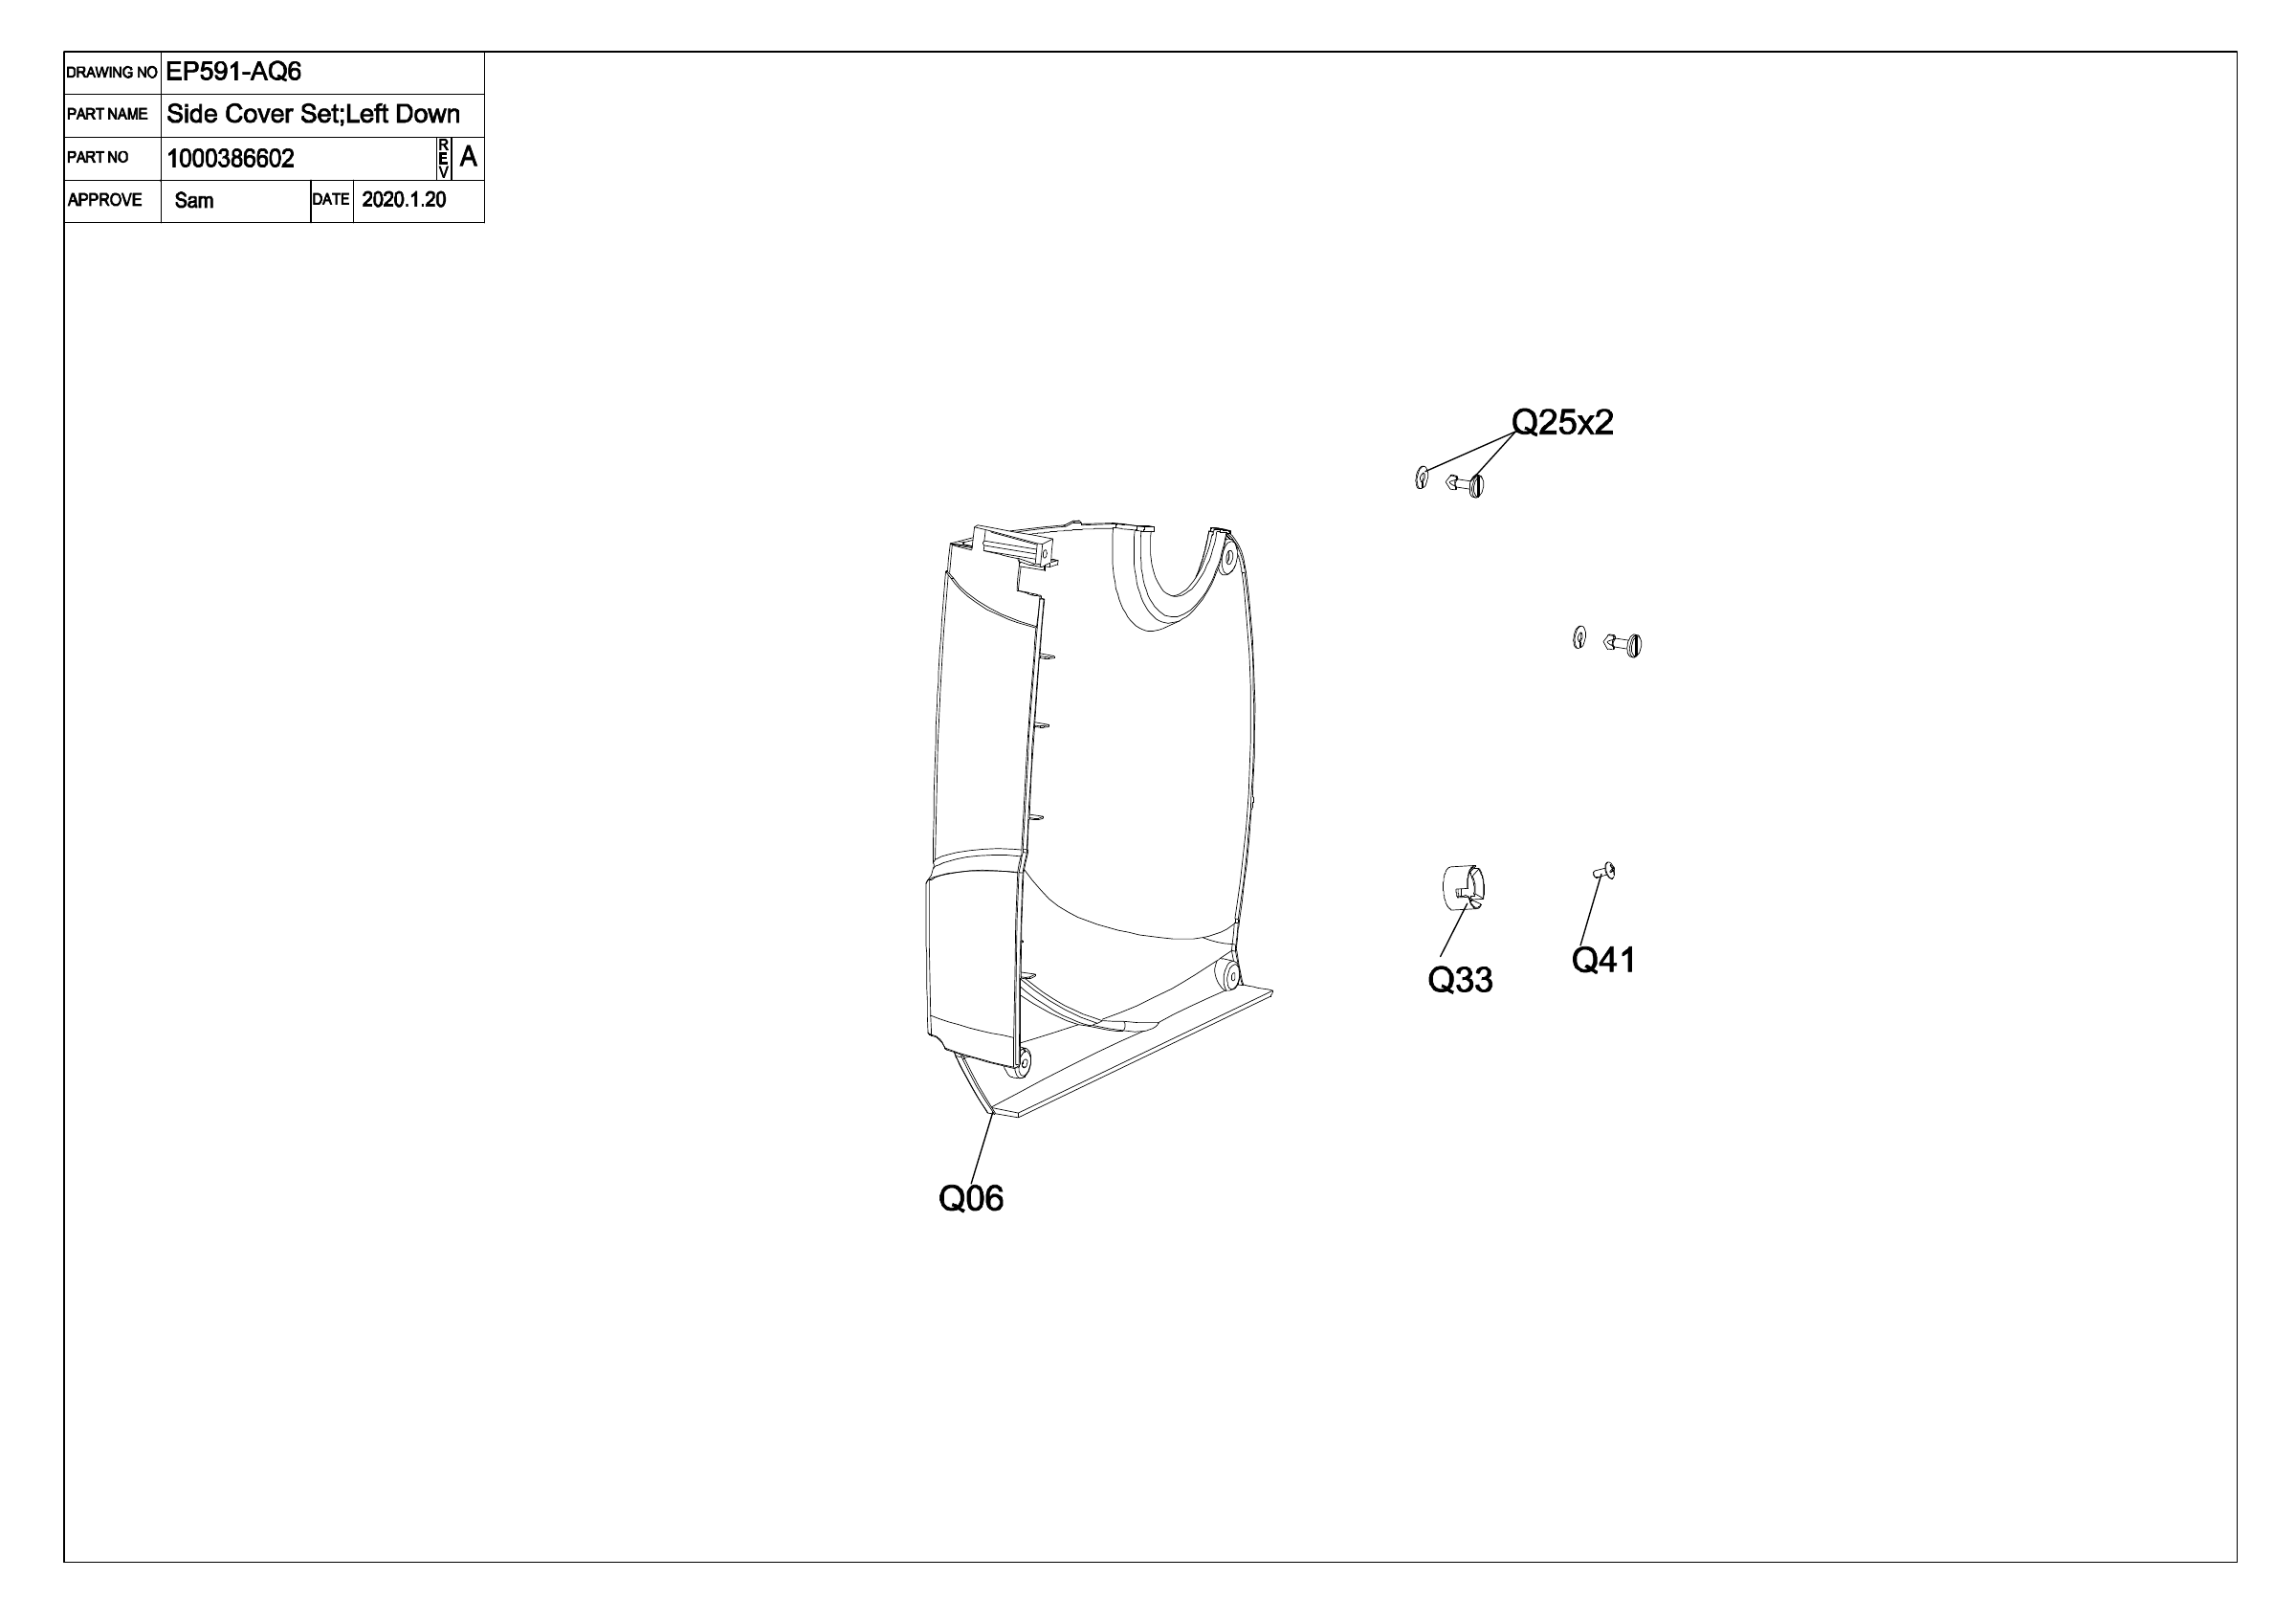 DRAWING NO EP591-AQ6
PART NAME Side Cover Set;Left Down
PART NO 1000386602 REV A
APPROVE Sam DATE 2020.1.20
Q25x2
Q41
Q33
Q06